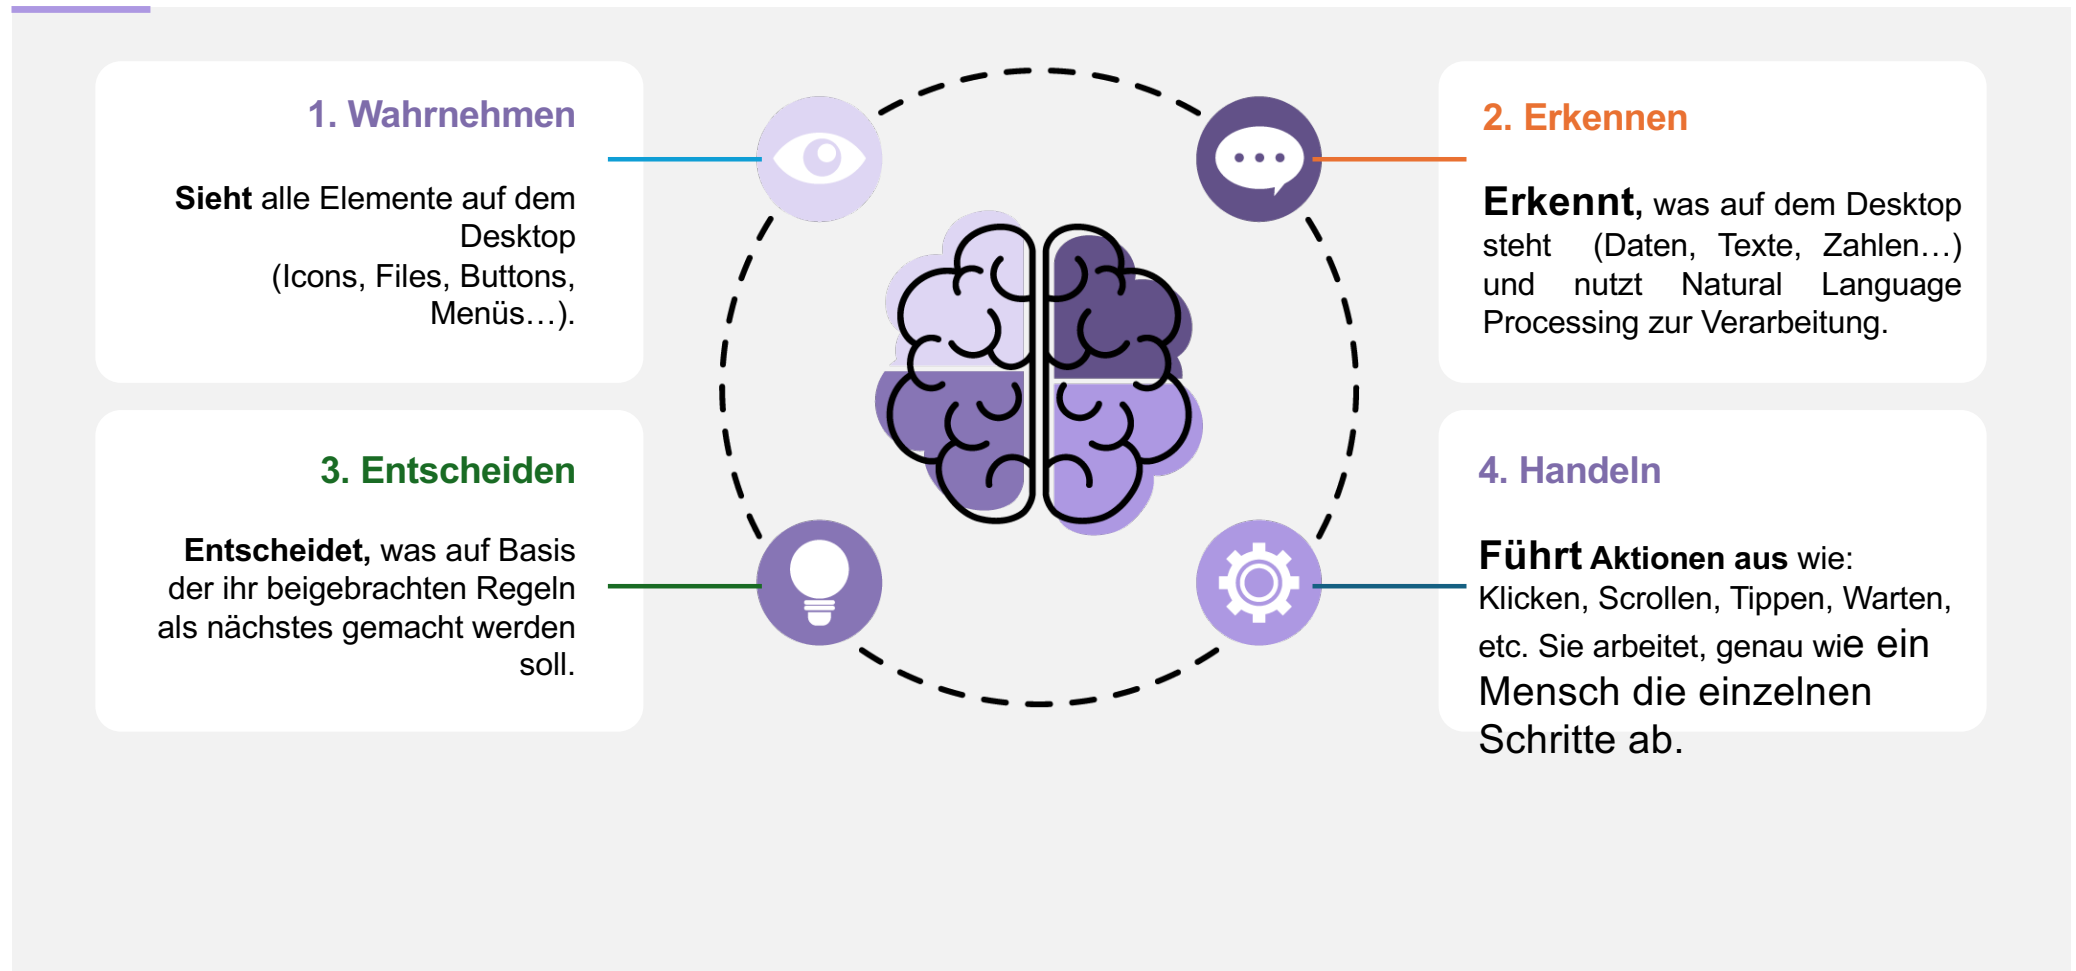 1. Wahrnehmen
Sieht alle Elemente auf dem
Desktop
(Icons, Files, Buttons,
Menüs…).
2. Erkennen
Erkennt, was auf dem Desktop
steht (Daten, Texte, Zahlen…)
und nutzt Natural Language
Processing zur Verarbeitung.
3. Entscheiden
Entscheidet, was auf Basis
der ihr beigebrachten Regeln
als nächstes gemacht werden
soll.
4. Handeln
Führt Aktionen aus wie:
Klicken, Scrollen, Tippen, Warten,
etc. Sie arbeitet, genau wie ein
Mensch die einzelnen
Schritte ab.